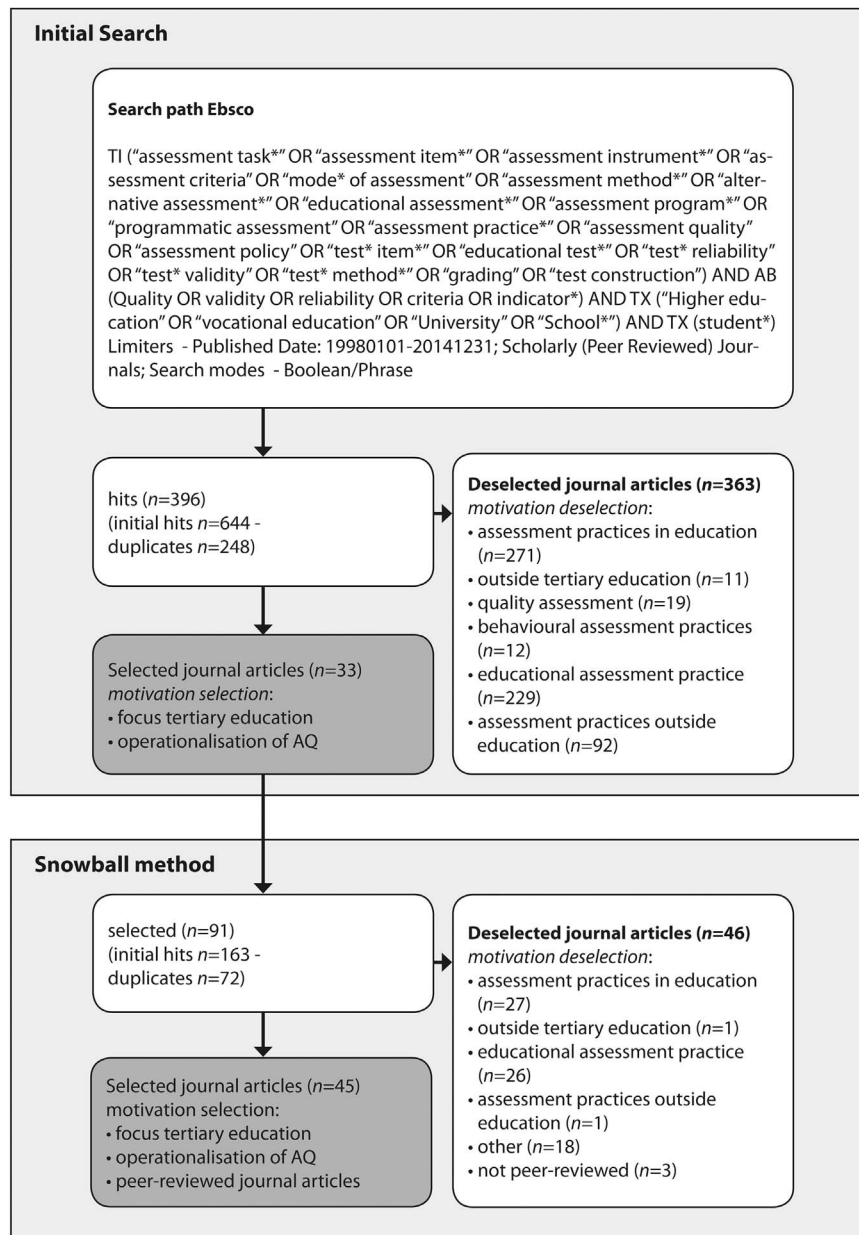 Initial Search
Search path Ebsco
TI (“assessment task*” OR “assessment item*” OR “assessment instrument*” OR “as-
sessment criteria” OR “mode* of assessment” OR “assessment method*” OR “alter-
native assessment*” OR “educational assessment*” OR “assessment program*” OR
“programmatic assessment” OR “assessment practice*” OR “assessment quality”
OR “assessment policy” OR “test* item*” OR “educational test*” OR “test* reliability”
OR “test* validity” OR “test* method*” OR “grading” OR “test construction”) AND AB
(Quality OR validity OR reliability OR criteria OR indicator*) AND TX (“Higher edu-
cation” OR “vocational education” OR “University” OR “School*”) AND TX (student*)
Limiters - Published Date: 19980101-20141231; Scholarly (Peer Reviewed) Jour-
nals; Search modes - Boolean/Phrase
hits (n=396)
(initial hits n=644 -
duplicates n=248)
Deselected journal articles (n=363)
motivation deselection:
• assessment practices in education
(n=271)
• outside tertiary education (n=11)
• quality assessment (n=19)
• behavioural assessment practices
(n=12)
• educational assessment practice
(n=229)
• assessment practices outside
education (n=92)
Selected journal articles (n=33)
motivation selection:
• focus tertiary education
• operationalisation of AQ
Snowball method
selected (n=91)
(initial hits n=163 -
duplicates n=72)
Deselected journal articles (n=46)
motivation deselection:
• assessment practices in education
(n=27)
• outside tertiary education (n=1)
• educational assessment practice
(n=26)
• assessment practices outside
education (n=1)
• other (n=18)
• not peer-reviewed (n=3)
Selected journal articles (n=45)
motivation selection:
• focus tertiary education
• operationalisation of AQ
• peer-reviewed journal articles